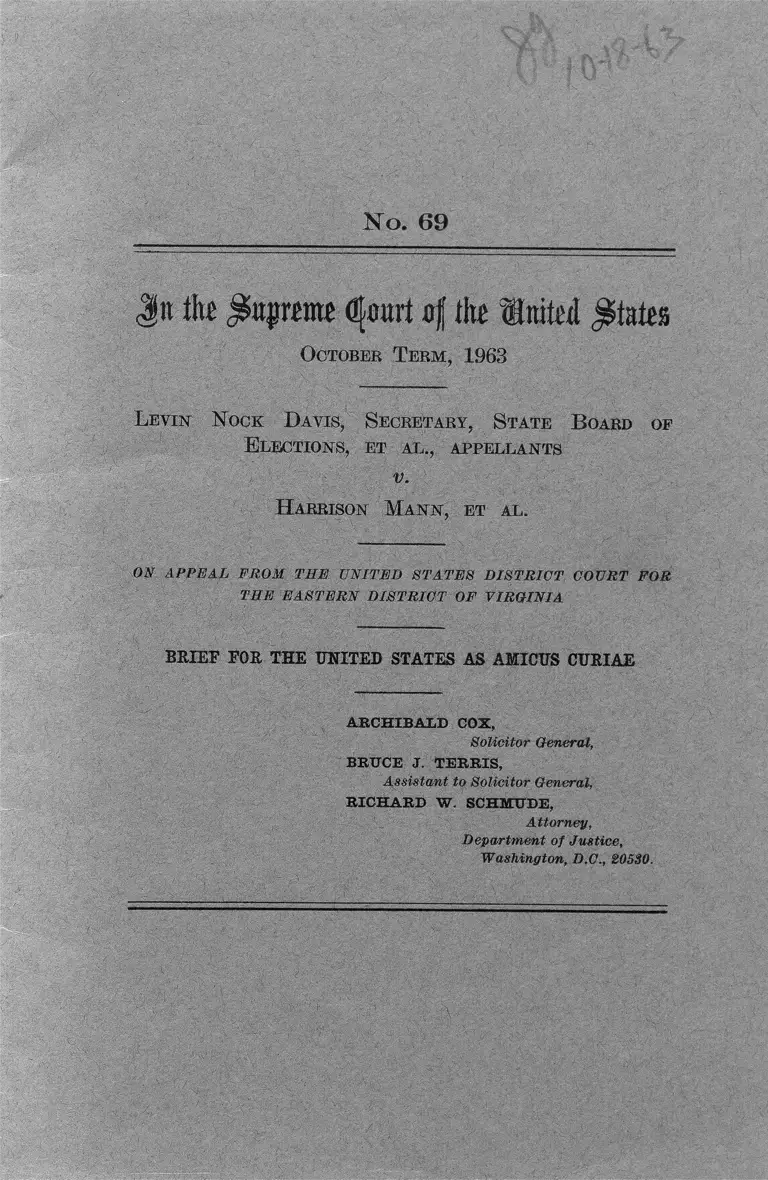 10-18-63
No. 69
In the Supreme Court of the United States
OCTOBER TERM, 1963
LEVIN NOCK DAVIS, SECRETARY, STATE BOARD OF
ELECTIONS, ET AL., APPELLANTS
v.
HARRISON MANN, ET AL.
ON APPEAL FROM THE UNITED STATES DISTRICT COURT FOR
THE EASTERN DISTRICT OF VIRGINIA
BRIEF FOR THE UNITED STATES AS AMICUS CURIAE
ARCHIBALD COX,
Solicitor General,
BRUCE J. TERRIS,
Assistant to Solicitor General,
RICHARD W. SCHMUDE,
Attorney,
Department of Justice,
Washington, D.C., 20530.